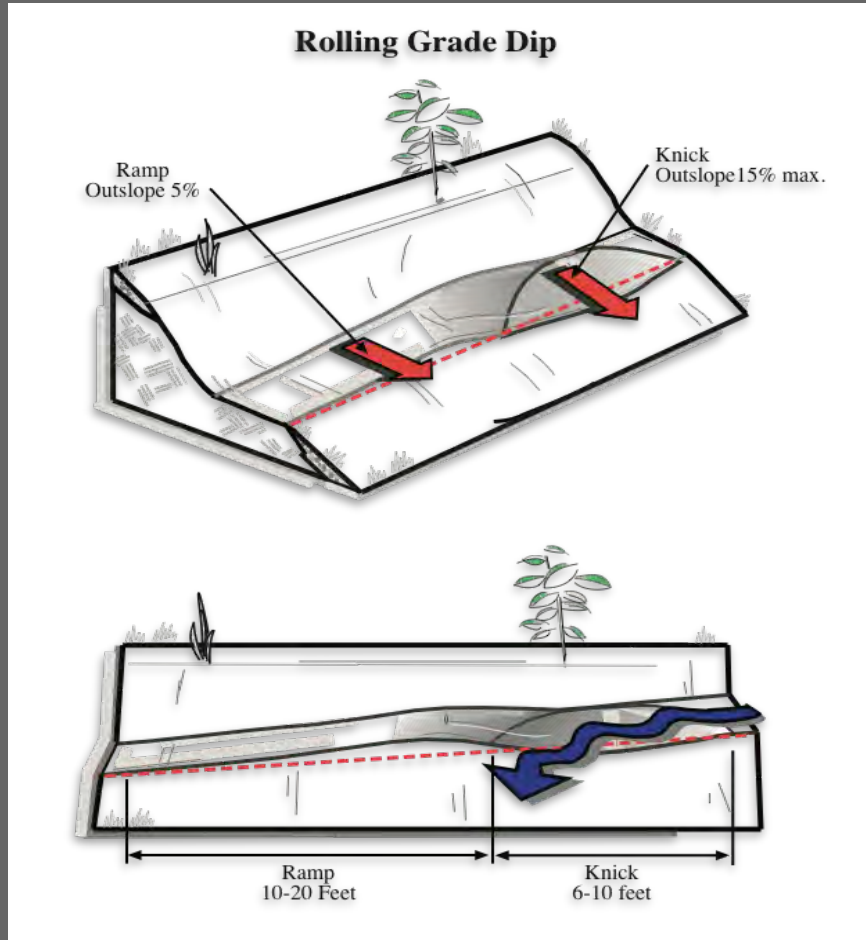 Rolling Grade Dip
Ramp
Outslope 5%
Knick
Outslope15% max.
Ramp
10-20 Feet
Knick
6-10 feet